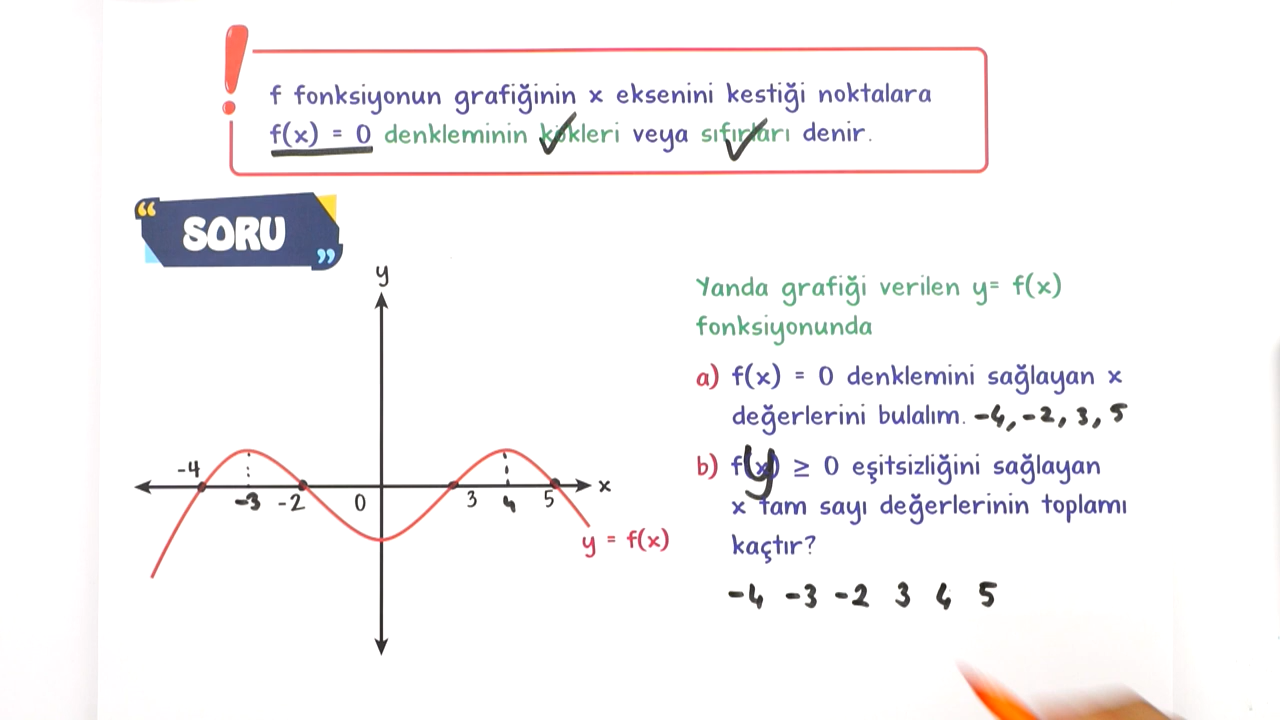 f fonksiyonun grafiğinin x eksenini kestiği noktalara
f(x) = 0 denkleminin kökleri veya sıfırları denir.
SORU
y
Yanda grafiği verilen y= f(x)
fonksiyonunda
a) f(x) = 0 denklemini sağlayan x
değerlerini bulalım. -4, -2, 3, 5
b) f(x) ≥ 0 eşitsizliğini sağlayan
y
x tam sayı değerlerinin toplamı
kaçtır?
-4 -3 -2 3 4 5
-4
-3 -2 0 3 4 5 x
y = f(x)